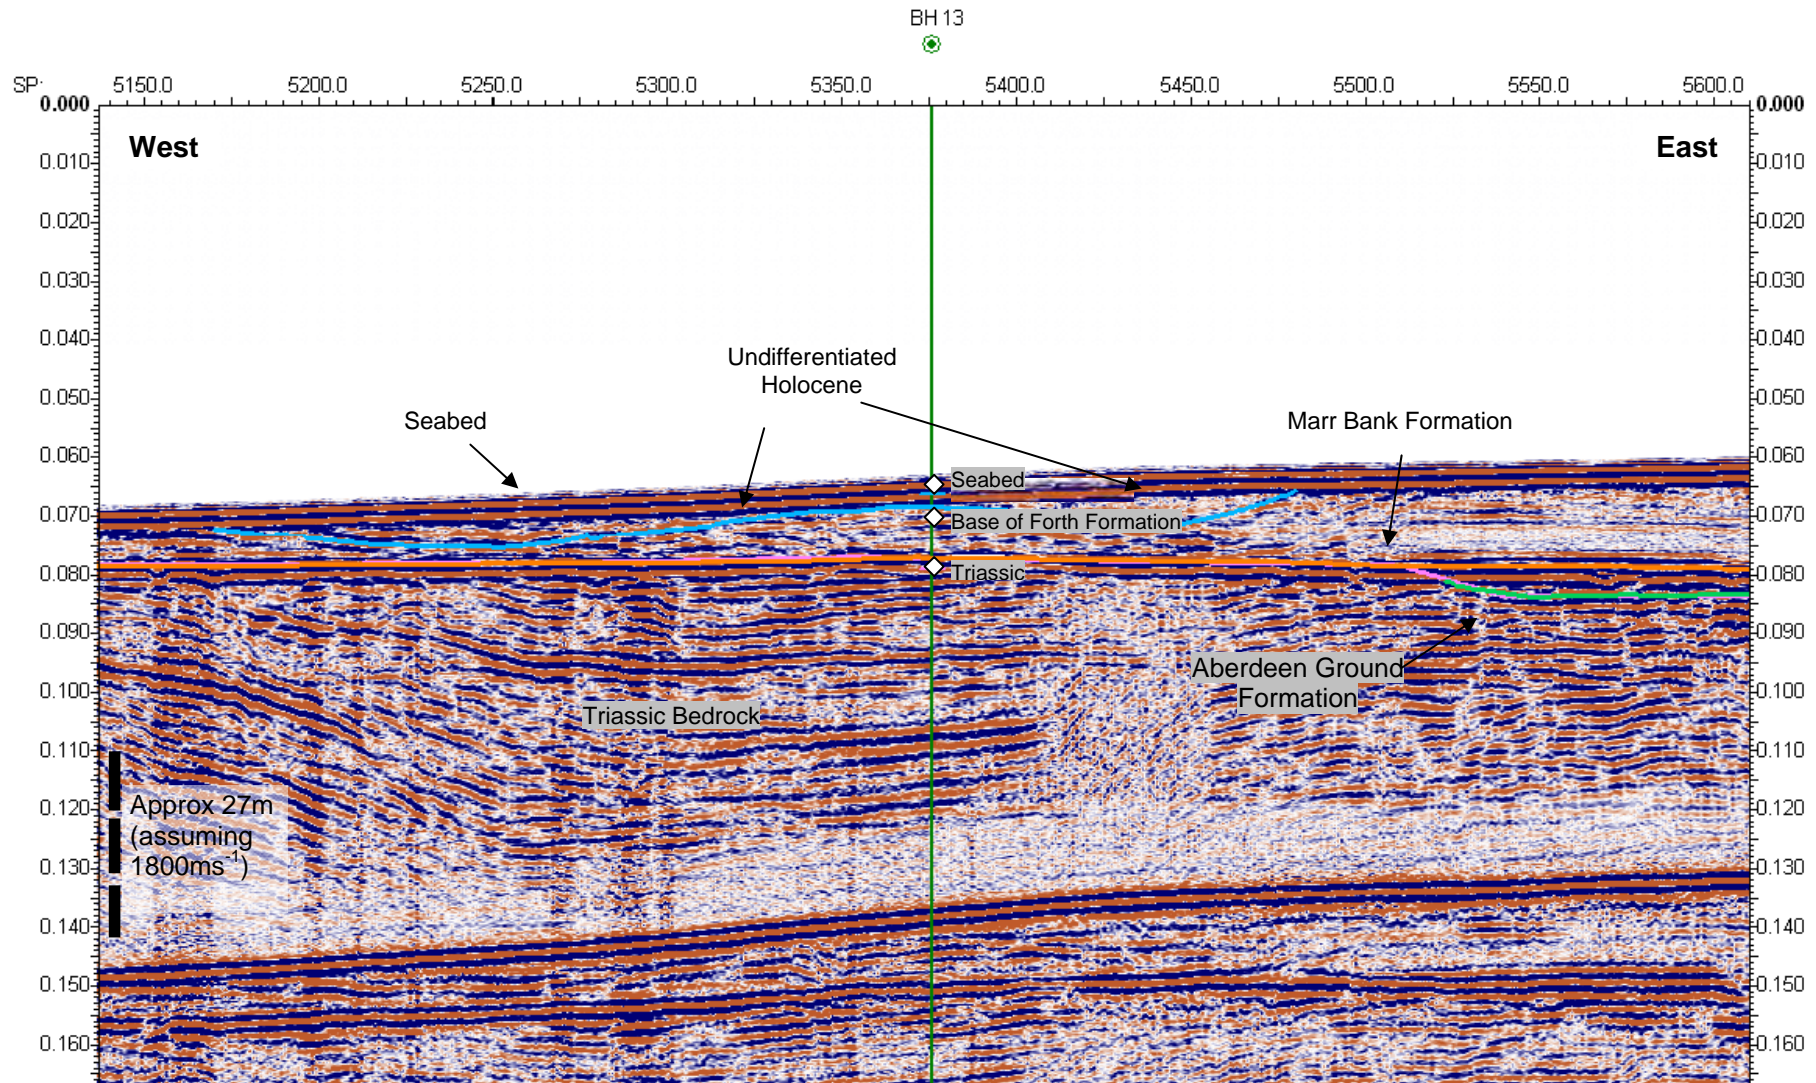 BH 13
SP: 5150.0 5200.0 5250.0 5300.0 5350.0 5400.0 5450.0 5500.0 5550.0 5600.0
0.000 0.000
West East
0.010 0.010
0.020 0.020
0.030 0.030
0.040 0.040
Undifferentiated
Holocene
0.050 0.050
Seabed Marr Bank Formation
0.060 0.060
Seabed
0.070 0.070
Base of Forth Formation
Triassic
0.080 0.080
0.090 0.090
Aberdeen Ground
Formation
0.100 0.100
Triassic Bedrock
0.110 0.110
Approx 27m
(assuming
1800ms-1)
0.120 0.120
0.130 0.130
0.140 0.140
0.150 0.150
0.160 0.160